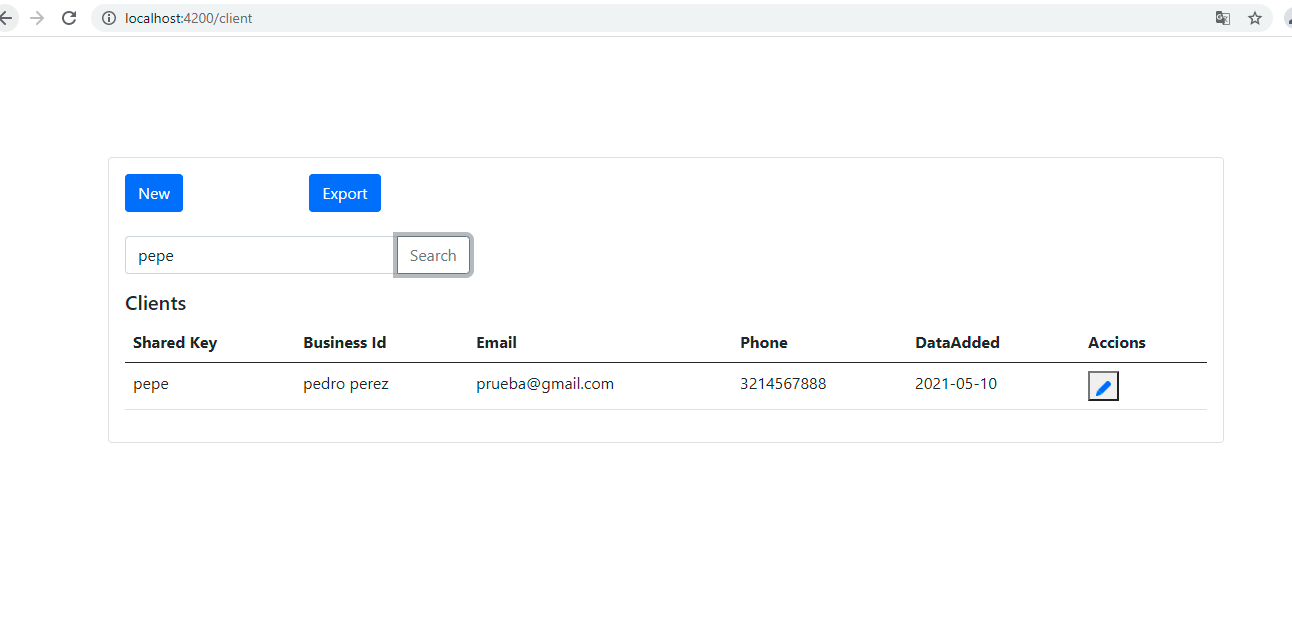 localhost:4200/client
New Export
pepe Search
Clients
Shared Key Business Id Email Phone DataAdded Accions
pepe pedro perez prueba@gmail.com 3214567888 2021-05-10